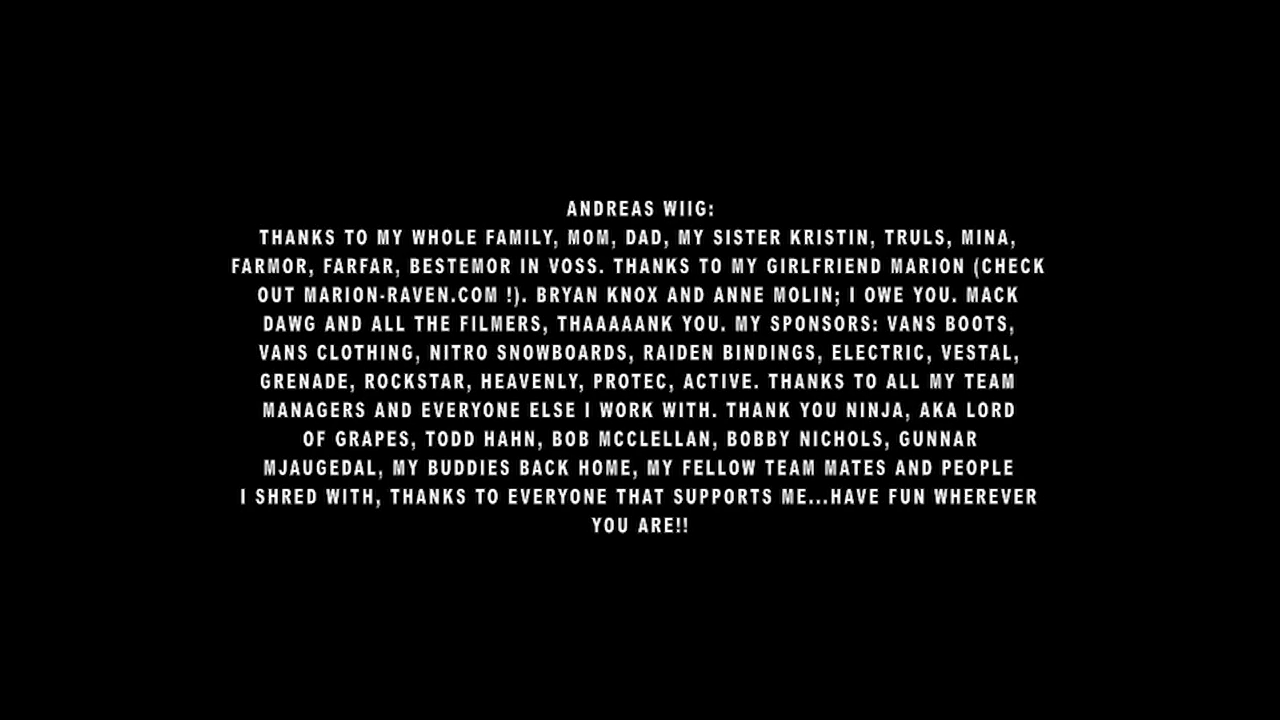 ANDREAS WIIG:
THANKS TO MY WHOLE FAMILY, MOM, DAD, MY SISTER KRISTIN, TRULS, MINA,
FARMOR, FARFAR, BESTEMOR IN VOSS. THANKS TO MY GIRLFRIEND MARION (CHECK
OUT MARION-RAVEN.COM !). BRYAN KNOX AND ANNE MOLIN; I OWE YOU. MACK
DAWG AND ALL THE FILMERS, THAAAAANK YOU. MY SPONSORS: VANS BOOTS,
VANS CLOTHING, NITRO SNOWBOARDS, RAIDEN BINDINGS, ELECTRIC, VESTAL,
GRENADE, ROCKSTAR, HEAVENLY, PROTEC, ACTIVE. THANKS TO ALL MY TEAM
MANAGERS AND EVERYONE ELSE I WORK WITH. THANK YOU NINJA, AKA LORD
OF GRAPES, TODD HAHN, BOB MCCLELLAN, BOBBY NICHOLS, GUNNAR
MJAUGEDAL, MY BUDDIES BACK HOME, MY FELLOW TEAM MATES AND PEOPLE
I SHRED WITH, THANKS TO EVERYONE THAT SUPPORTS ME...HAVE FUN WHEREVER
YOU ARE!!